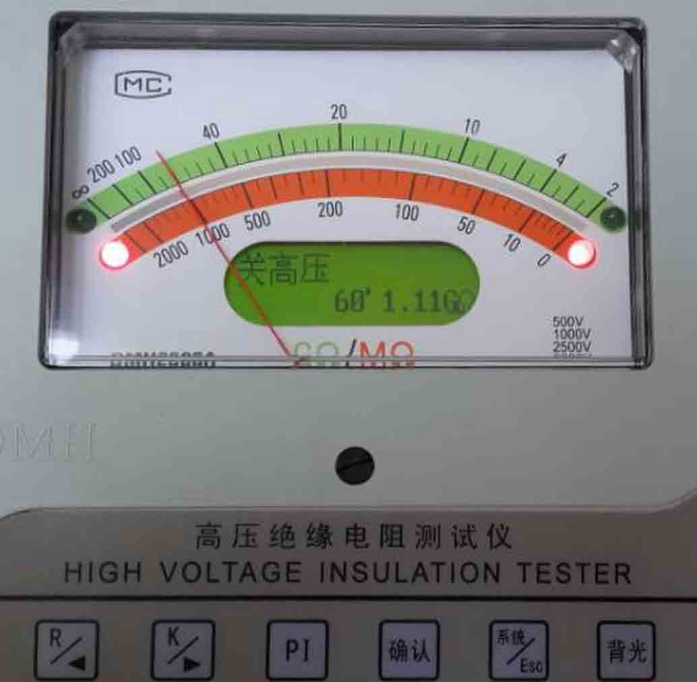 MC
∞ 200 100 40 20 10 4 2
2000 1000 500 200 100 50 10 0
关高压
60' 1.11GΩ
500V
1000V
2500V
GΩ/MΩ
高压绝缘电阻测试仪
HIGH VOLTAGE INSULATION TESTER
R/◀ K/▶ PI 确认 系统/Esc 背光